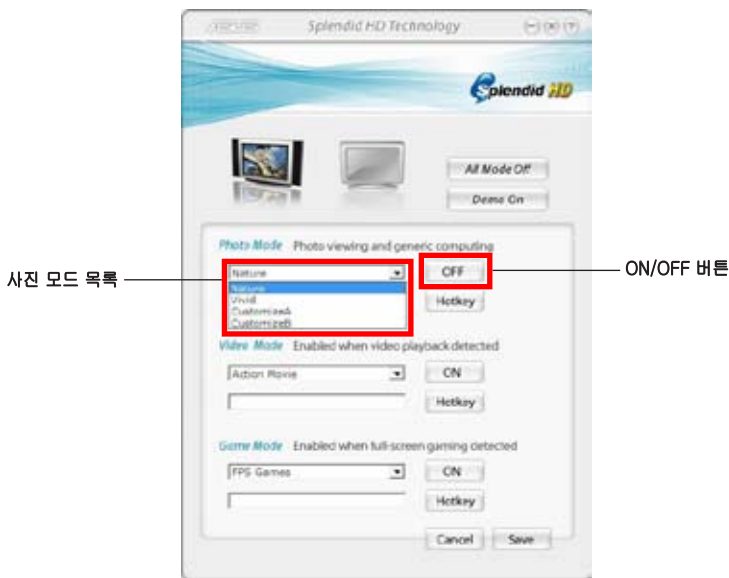 Splendid HD Technology
Splendid HD
All Mode Off
Demo On
Photo Mode Photo viewing and generic computing
사진 모드 목록
Nature
OFF
ON/OFF 버튼
Nature
Vivid
CustomizeA
CustomizeB
Hotkey
Video Mode Enabled when video playback detected
Action Movie
ON
Hotkey
Game Mode Enabled when full-screen gaming detected
FPS Games
ON
Hotkey
Cancel Save